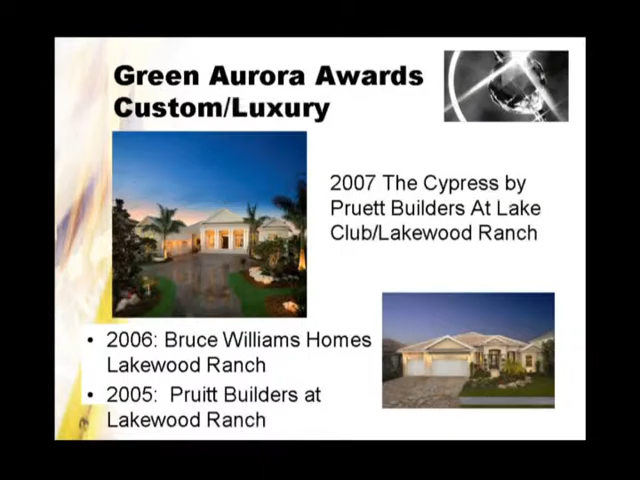 Green Aurora Awards
Custom/Luxury
2007 The Cypress by
Pruett Builders At Lake
Club/Lakewood Ranch
• 2006: Bruce Williams Homes
Lakewood Ranch
• 2005: Pruitt Builders at
Lakewood Ranch